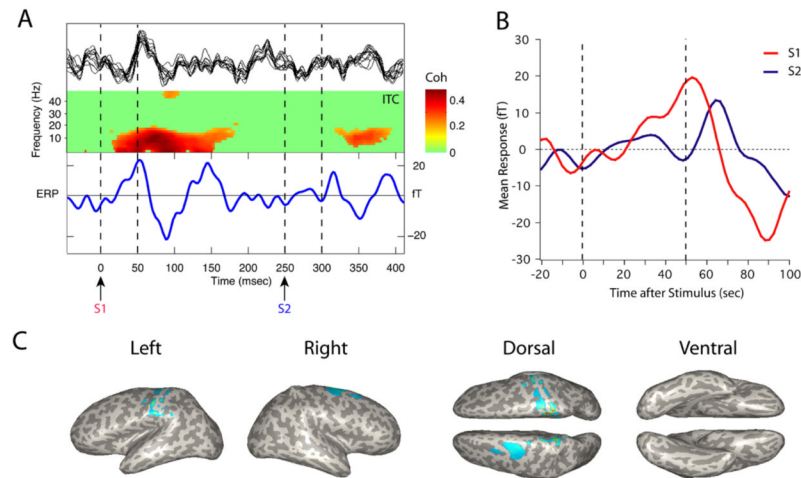 A
Frequency (Hz)
40
30
20
10
ITC
Coh
0.4
0.2
0
ERP
20
fT
−20
0 50 100 150 200 250 300 350 400
Time (msec)
S1
S2
B
Mean Response (fT)
30
20
10
0
-10
-20
-30
S1
S2
-20 0 20 40 60 80 100
Time after Stimulus (sec)
C
Left
Right
Dorsal
Ventral